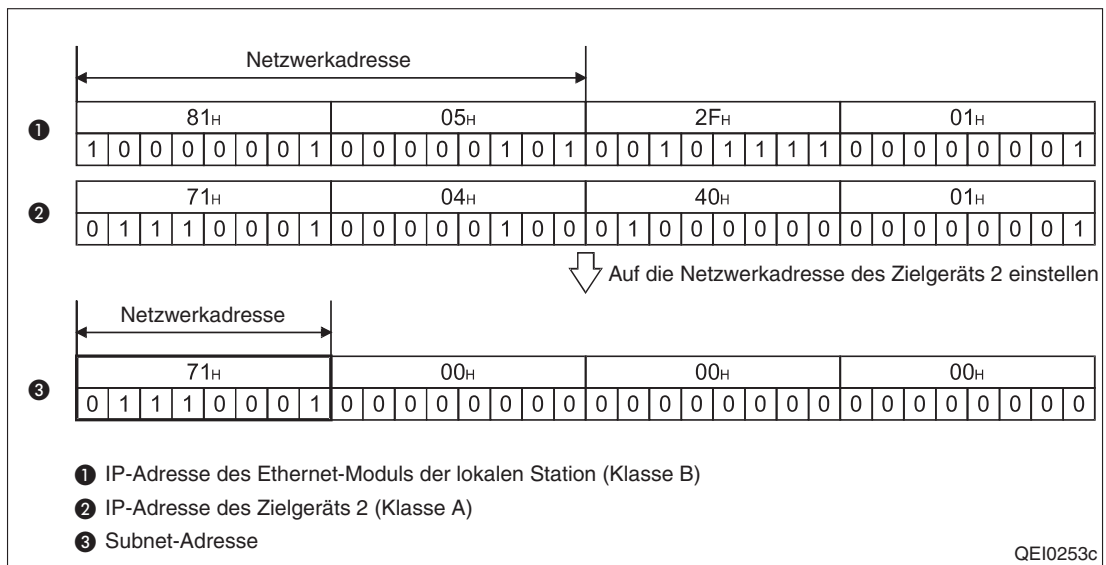 Netzwerkadresse
❶ 81H 05H 2FH 01H
1 0 0 0 0 0 0 1 0 0 0 0 0 1 0 1 0 0 1 0 1 1 1 1 0 0 0 0 0 0 0 1
❷ 71H 04H 40H 01H
0 1 1 1 0 0 0 1 0 0 0 0 0 1 0 0 0 1 0 0 0 0 0 0 0 0 0 0 0 0 0 1
Auf die Netzwerkadresse des Zielgeräts 2 einstellen
Netzwerkadresse
❸ 71H 00H 00H 00H
0 1 1 1 0 0 0 1 0 0 0 0 0 0 0 0 0 0 0 0 0 0 0 0 0 0 0 0 0 0 0 0
❶ IP-Adresse des Ethernet-Moduls der lokalen Station (Klasse B)
❷ IP-Adresse des Zielgeräts 2 (Klasse A)
❸ Subnet-Adresse
QEI0253c